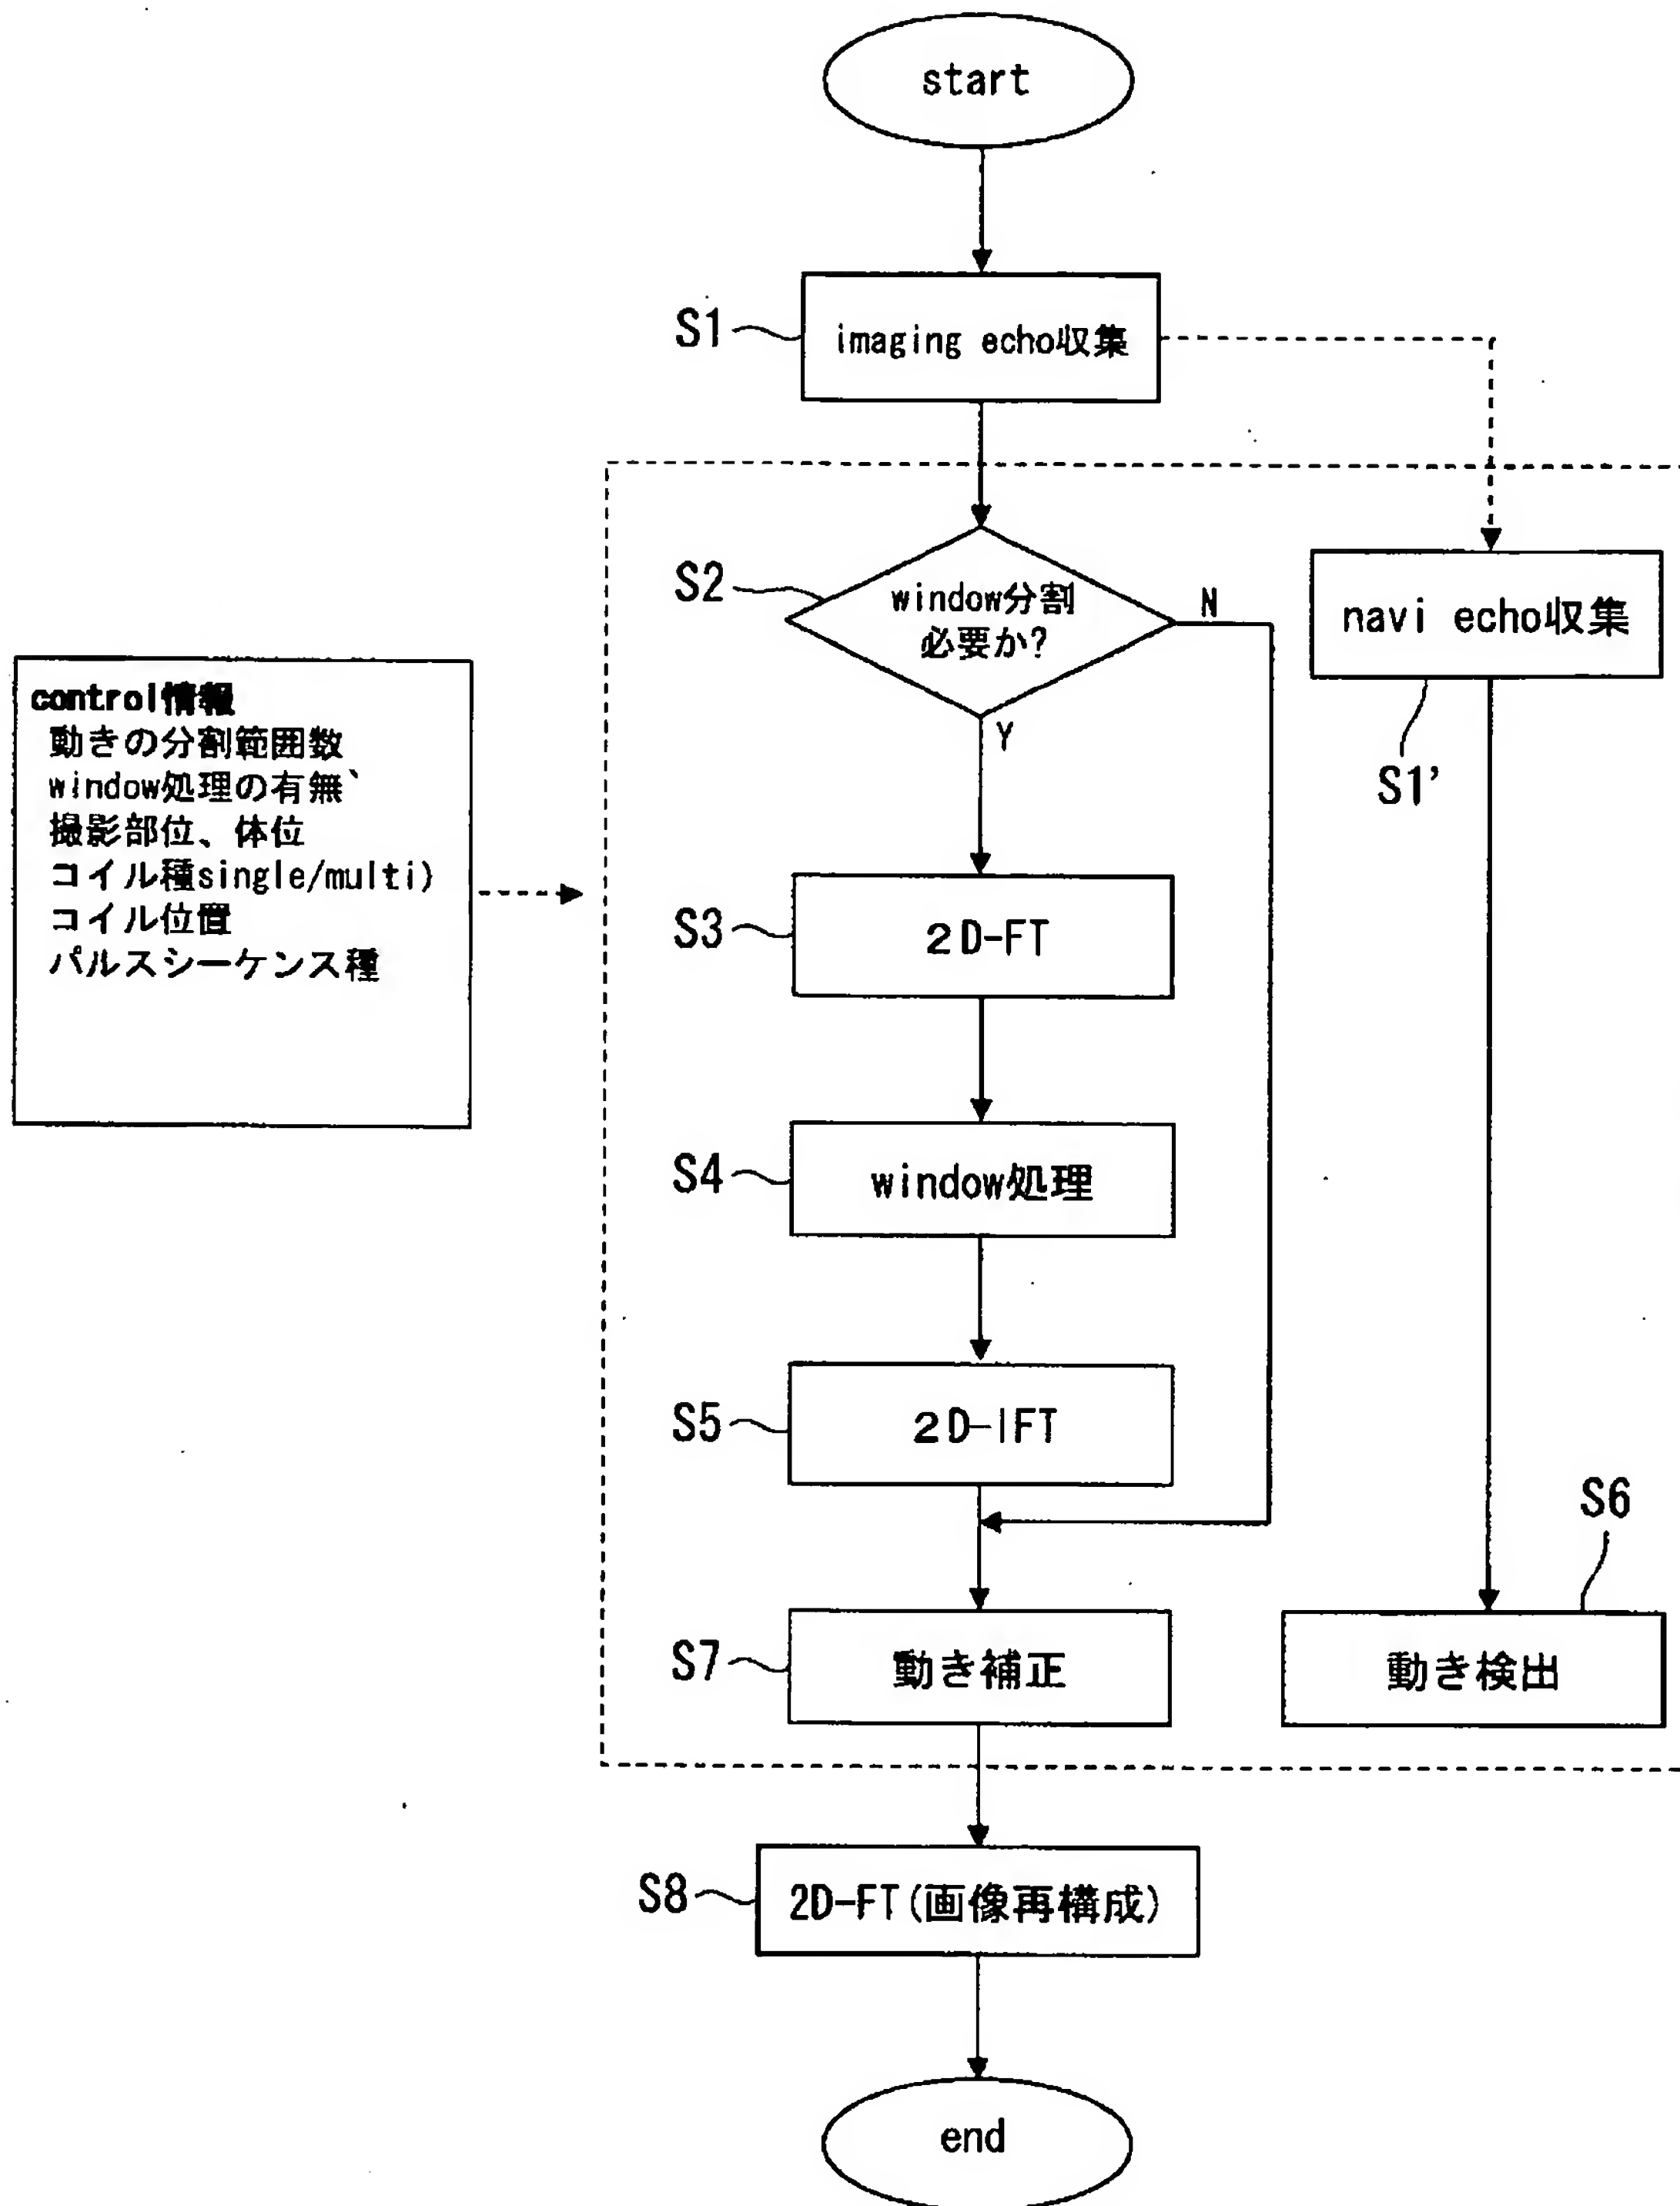 start
S1
imaging echo収集
S2
window分割
必要か?
N
Y
navi echo収集
S1'
control情報
動きの分割範囲数
window処理の有無`
撮影部位、体位
コイル種single/multi)
コイル位置
パルスシーケンス種
S3
2D-FT
S4
window処理
S5
2D-IFT
S6
S7
動き補正
動き検出
S8
2D-FT(画像再構成)
end